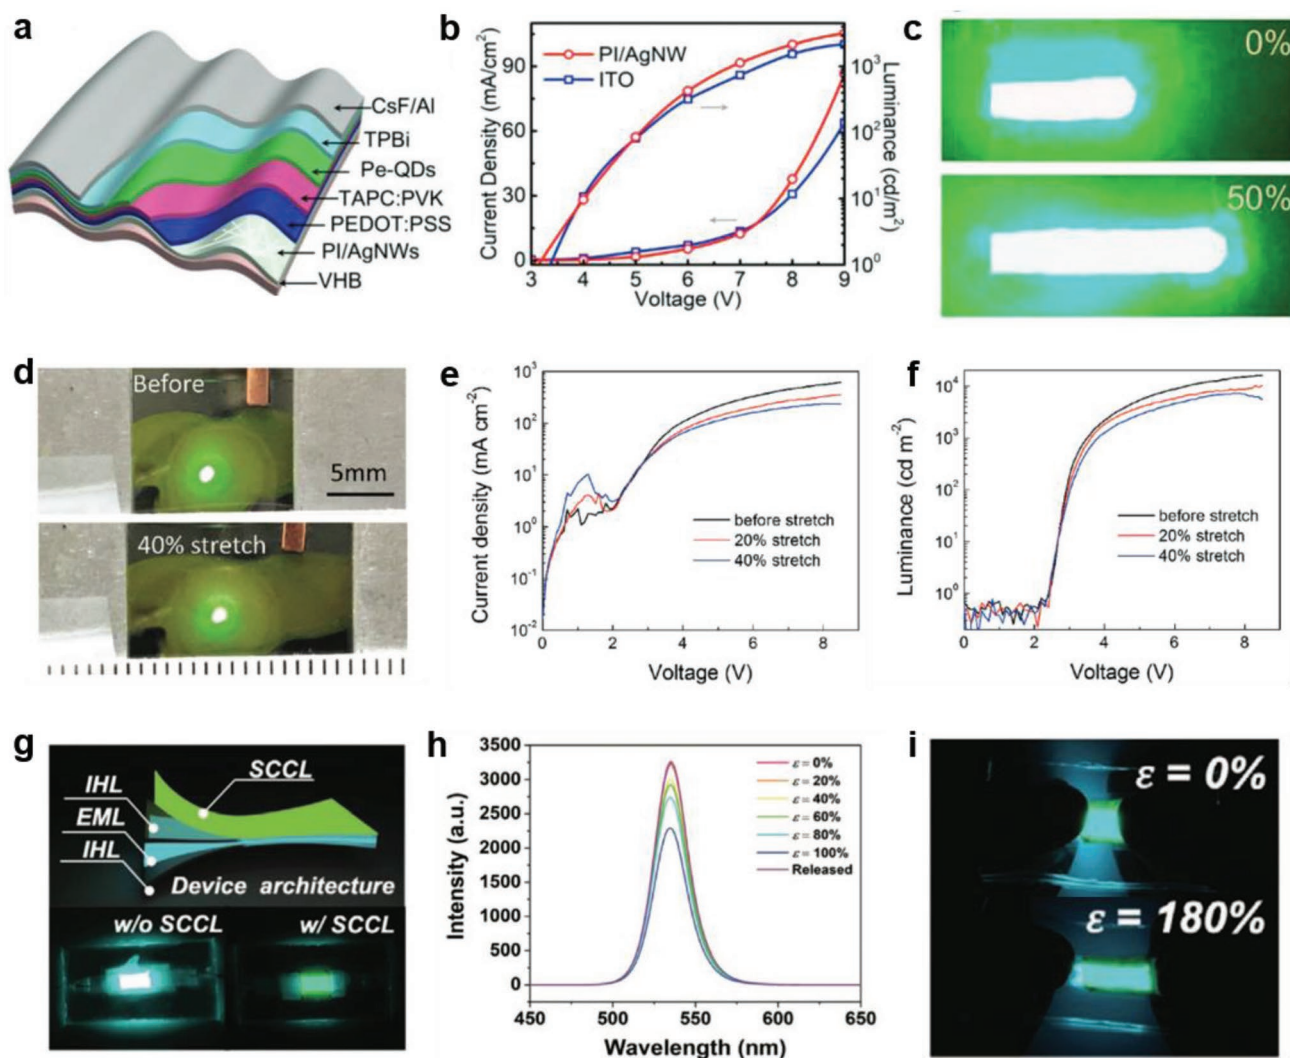 a
CsF/Al
TPBi
Pe-QDs
TAPC:PVK
PEDOT:PSS
PI/AgNWs
VHB
b
Current Density (mA/cm²)
90
60
30
0
PI/AgNW
ITO
10³
10²
10¹
10⁰
Luminance (cd/m²)
3 4 5 6 7 8 9
Voltage (V)
c
0%
50%
d
Before
5mm
40% stretch
e
Current density (mA cm⁻²)
10³
10²
10¹
10⁰
10⁻¹
10⁻²
before stretch
20% stretch
40% stretch
0 2 4 6 8
Voltage (V)
f
Luminance (cd m⁻²)
10⁴
10³
10²
10¹
10⁰
before stretch
20% stretch
40% stretch
0 2 4 6 8
Voltage (V)
g
SCCL
IHL
EML
IHL
Device architecture
w/o SCCL
w/ SCCL
h
Intensity (a.u.)
3500
3000
2500
2000
1500
1000
500
0
ε = 0%
ε = 20%
ε = 40%
ε = 60%
ε = 80%
ε = 100%
Released
450 500 550 600 650
Wavelength (nm)
i
ε = 0%
ε = 180%